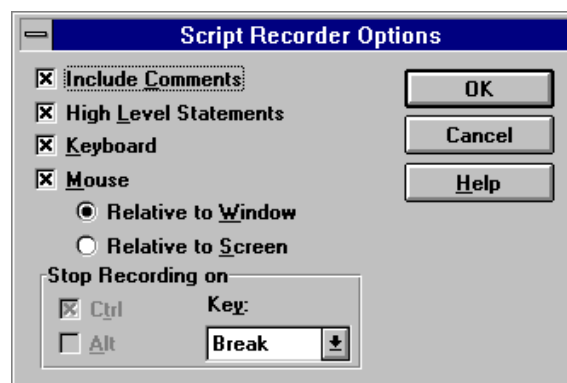 Script Recorder Options
Include Comments
OK
High Level Statements
Cancel
Keyboard
Mouse
Help
Relative to Window
Relative to Screen
Stop Recording on
Ctrl
Key:
Alt
Break